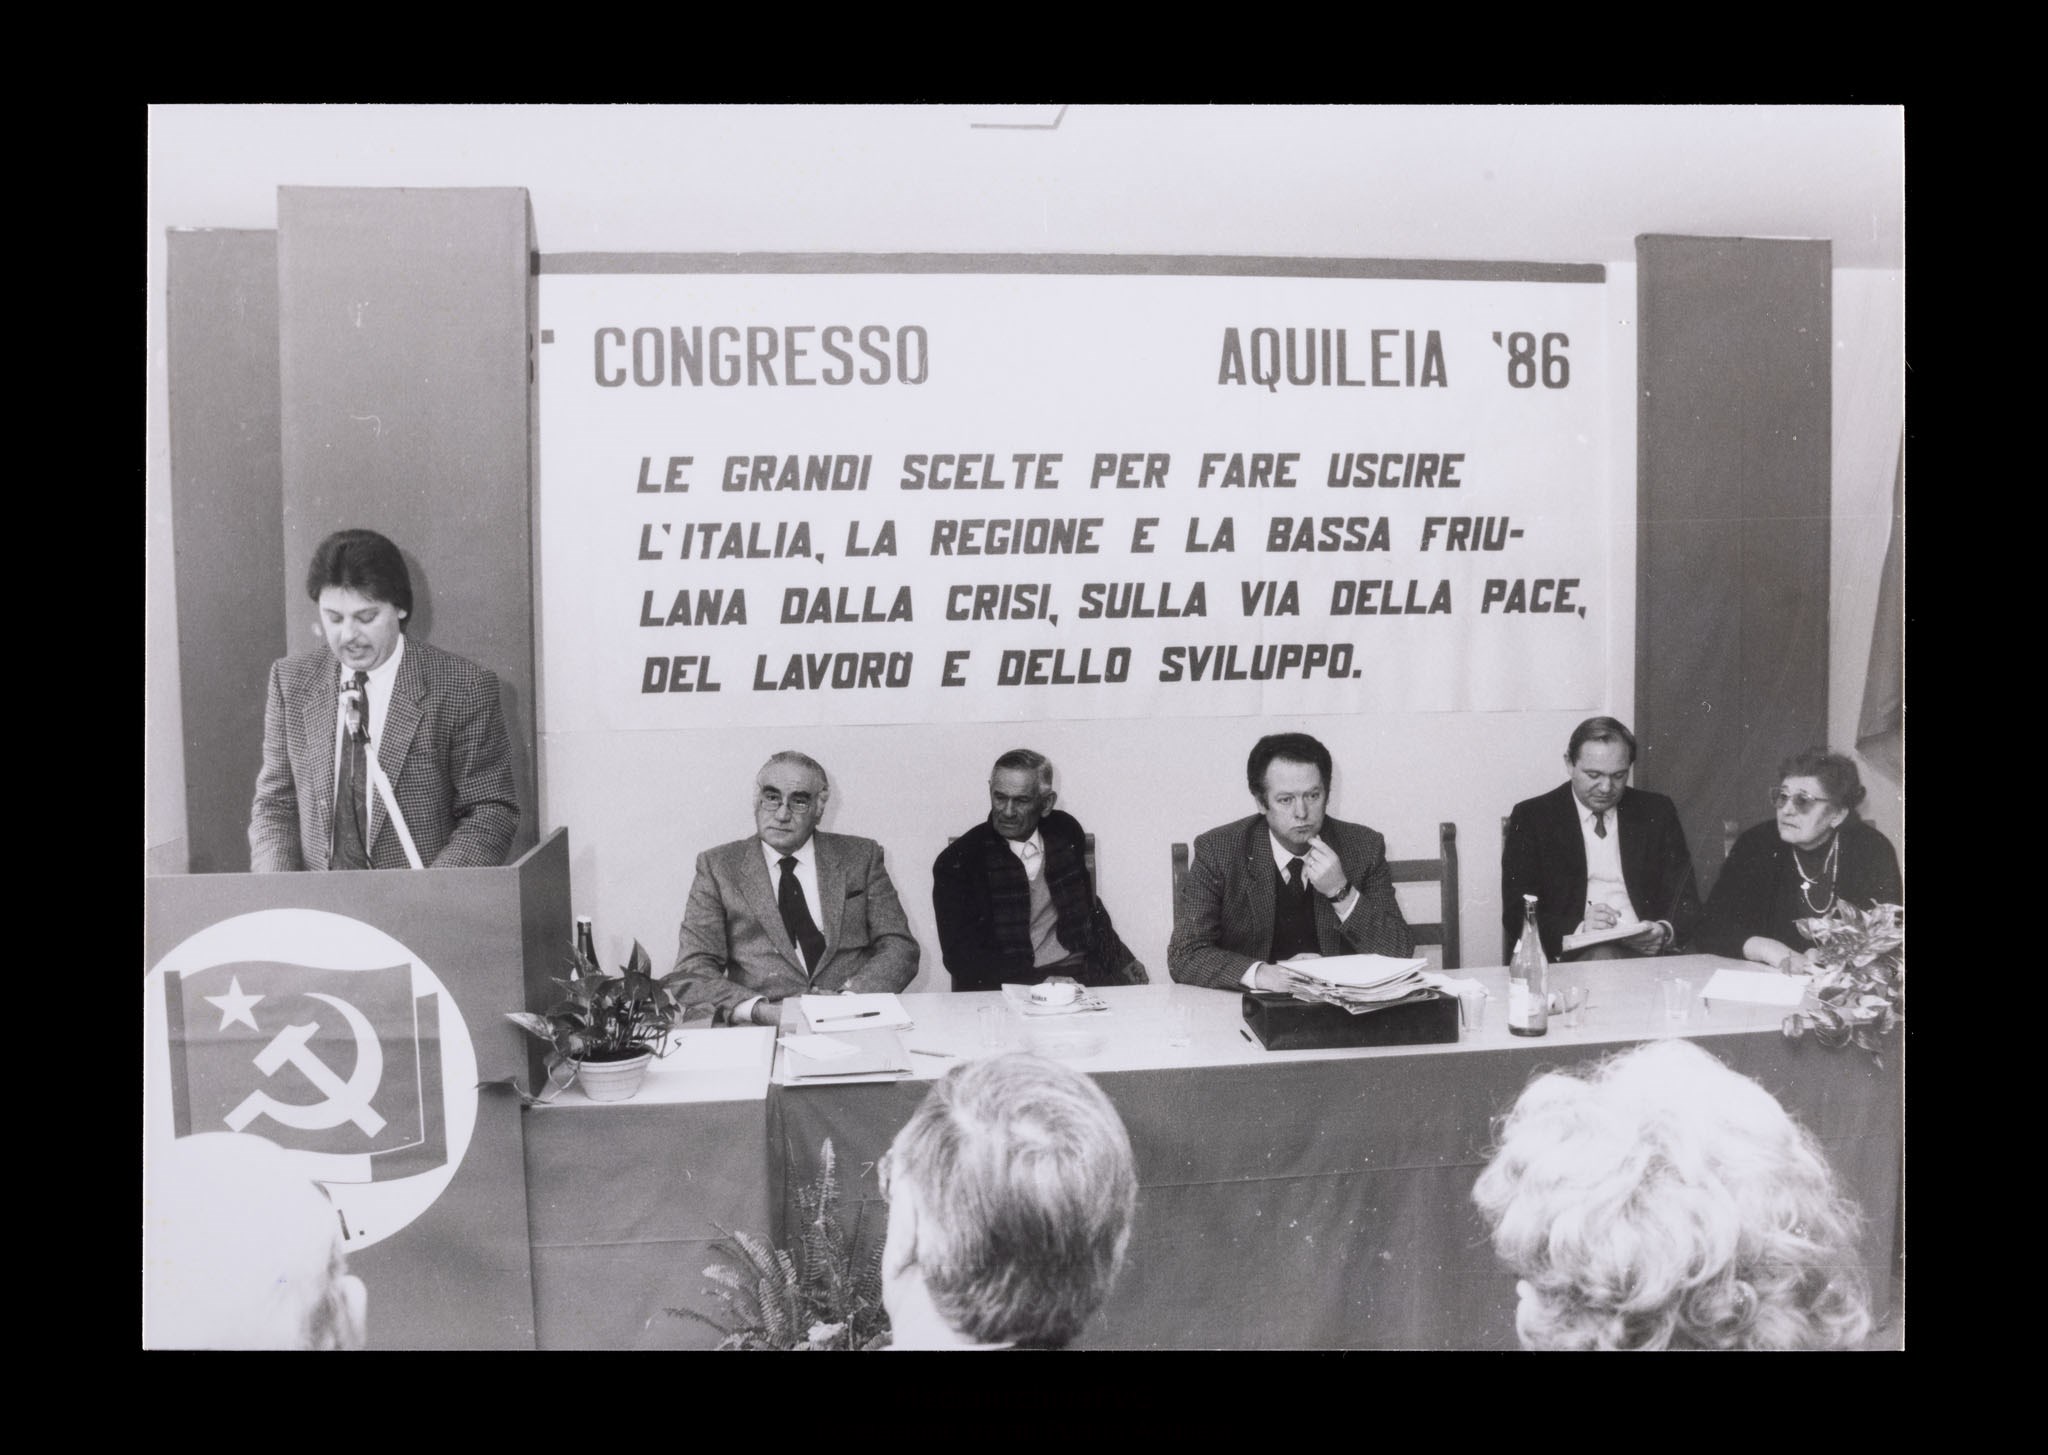 CONGRESSO AQUILEIA '86
LE GRANDI SCELTE PER FARE USCIRE
L'ITALIA, LA REGIONE E LA BASSA FRIU-
LANA DALLA CRISI, SULLA VIA DELLA PACE,
DEL LAVORO E DELLO SVILUPPO.